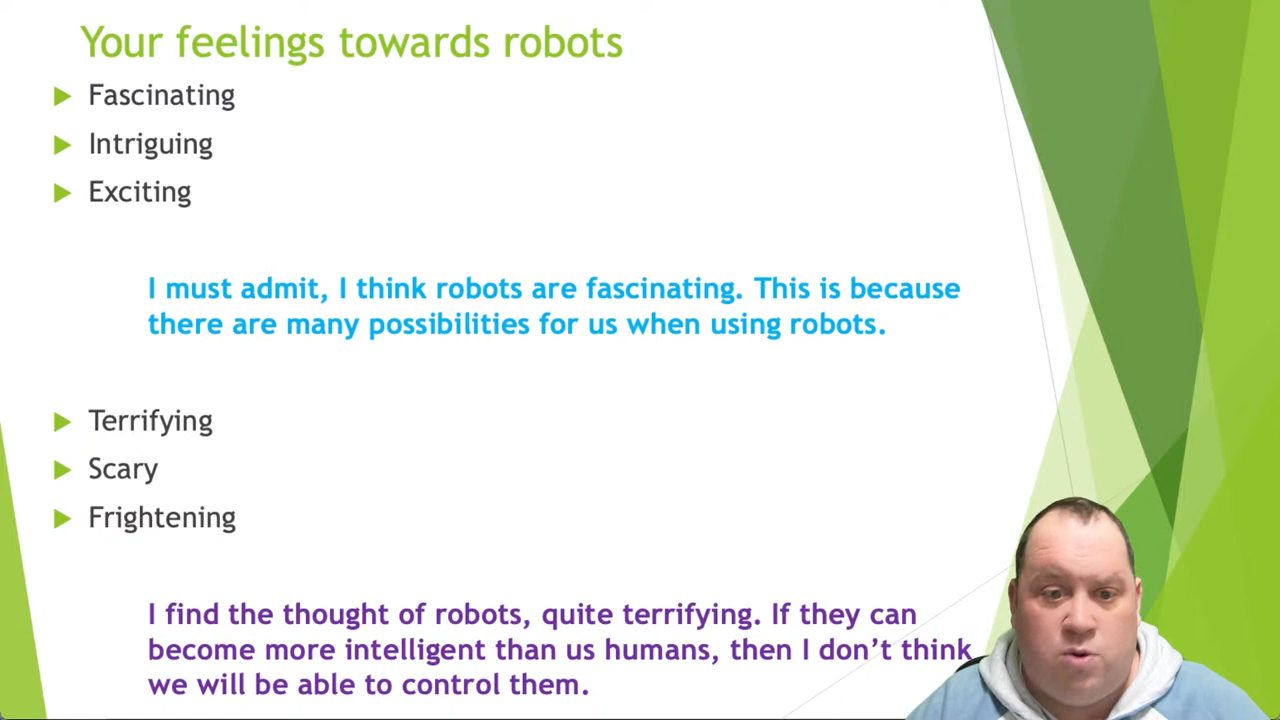 Your feelings towards robots
Fascinating
Intriguing
Exciting
I must admit, I think robots are fascinating. This is because
there are many possibilities for us when using robots.
Terrifying
Scary
Frightening
I find the thought of robots, quite terrifying. If they can
become more intelligent than us humans, then I don’t think
we will be able to control them.